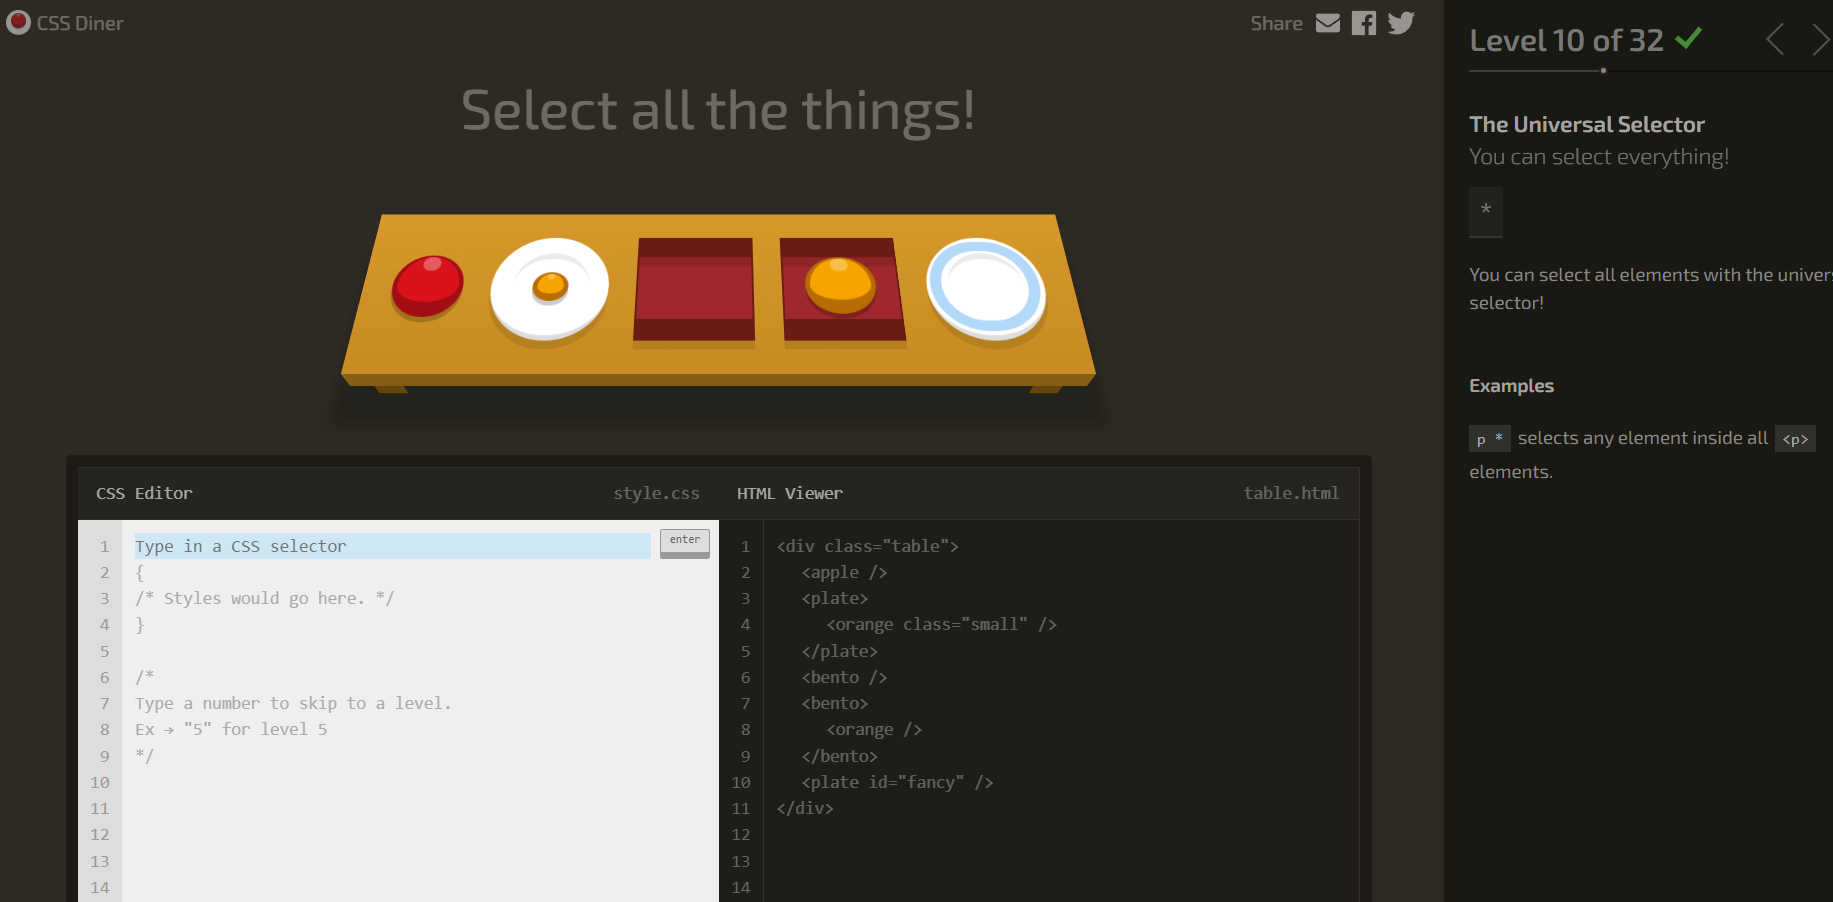 CSS Diner
Share
Select all the things!
CSS Editor
style.css
1 Type in a CSS selector
enter
2 {
3 /* Styles would go here. */
4 }
5
6 /*
7 Type a number to skip to a level.
8 Ex → "5" for level 5
9 */
10
11
12
13
14
HTML Viewer
table.html
1 <div class="table">
2 <apple />
3 <plate>
4 <orange class="small" />
5 </plate>
6 <bento />
7 <bento>
8 <orange />
9 </bento>
10 <plate id="fancy" />
11 </div>
12
13
14
Level 10 of 32
The Universal Selector
You can select everything!
*
You can select all elements with the univers
selector!
Examples
p * selects any element inside all <p>
elements.